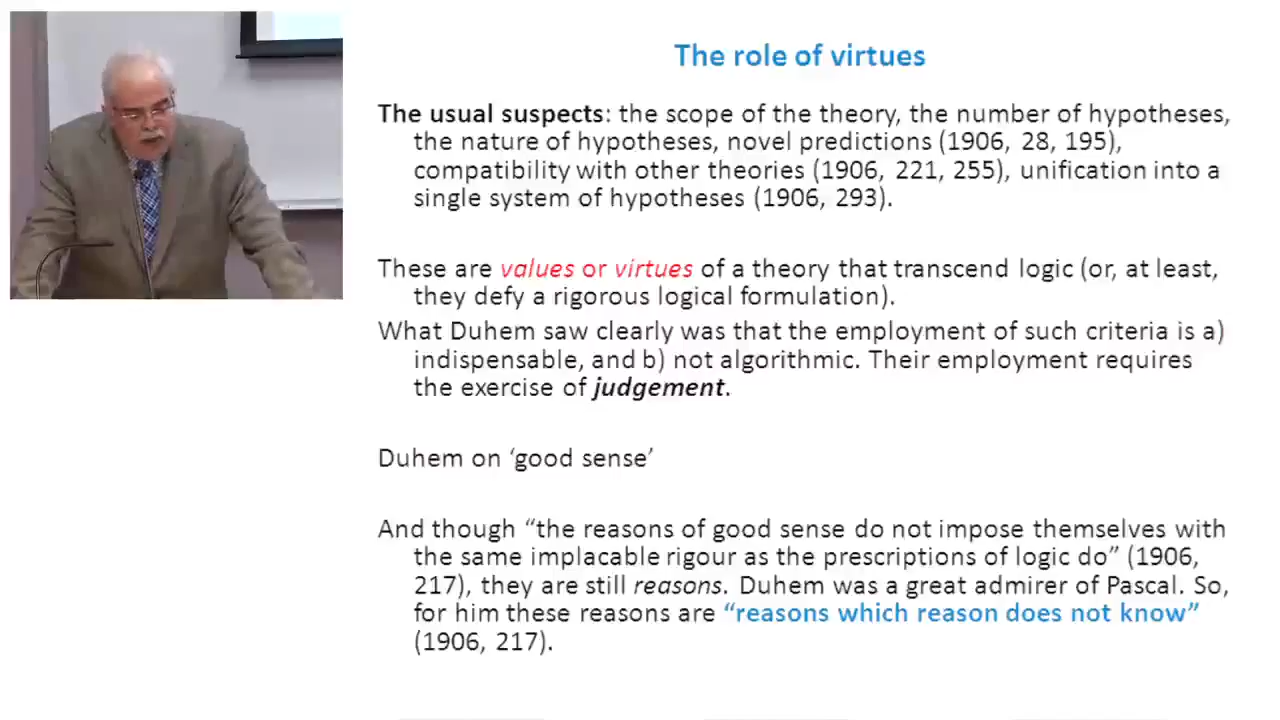 The role of virtues
The usual suspects: the scope of the theory, the number of hypotheses,
the nature of hypotheses, novel predictions (1906, 28, 195),
compatibility with other theories (1906, 221, 255), unification into a
single system of hypotheses (1906, 293).
These are values or virtues of a theory that transcend logic (or, at least,
they defy a rigorous logical formulation).
What Duhem saw clearly was that the employment of such criteria is a)
indispensable, and b) not algorithmic. Their employment requires
the exercise of judgement.
Duhem on ‘good sense’
And though “the reasons of good sense do not impose themselves with
the same implacable rigour as the prescriptions of logic do” (1906,
217), they are still reasons. Duhem was a great admirer of Pascal. So,
for him these reasons are “reasons which reason does not know”
(1906, 217).